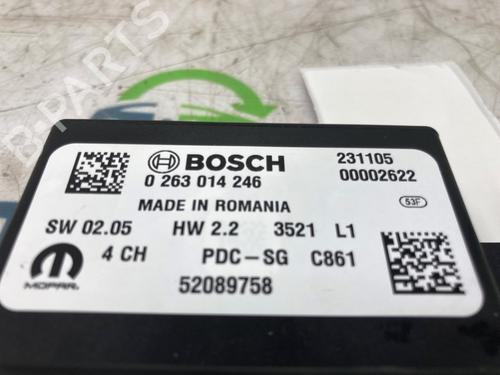 B-PARTS
BOSCH 231105
0 263 014 246 00002622
MADE IN ROMANIA 53F
SW 02.05 HW 2.2 3521 L1
4 CH PDC-SG C861
MOPAR 52089758